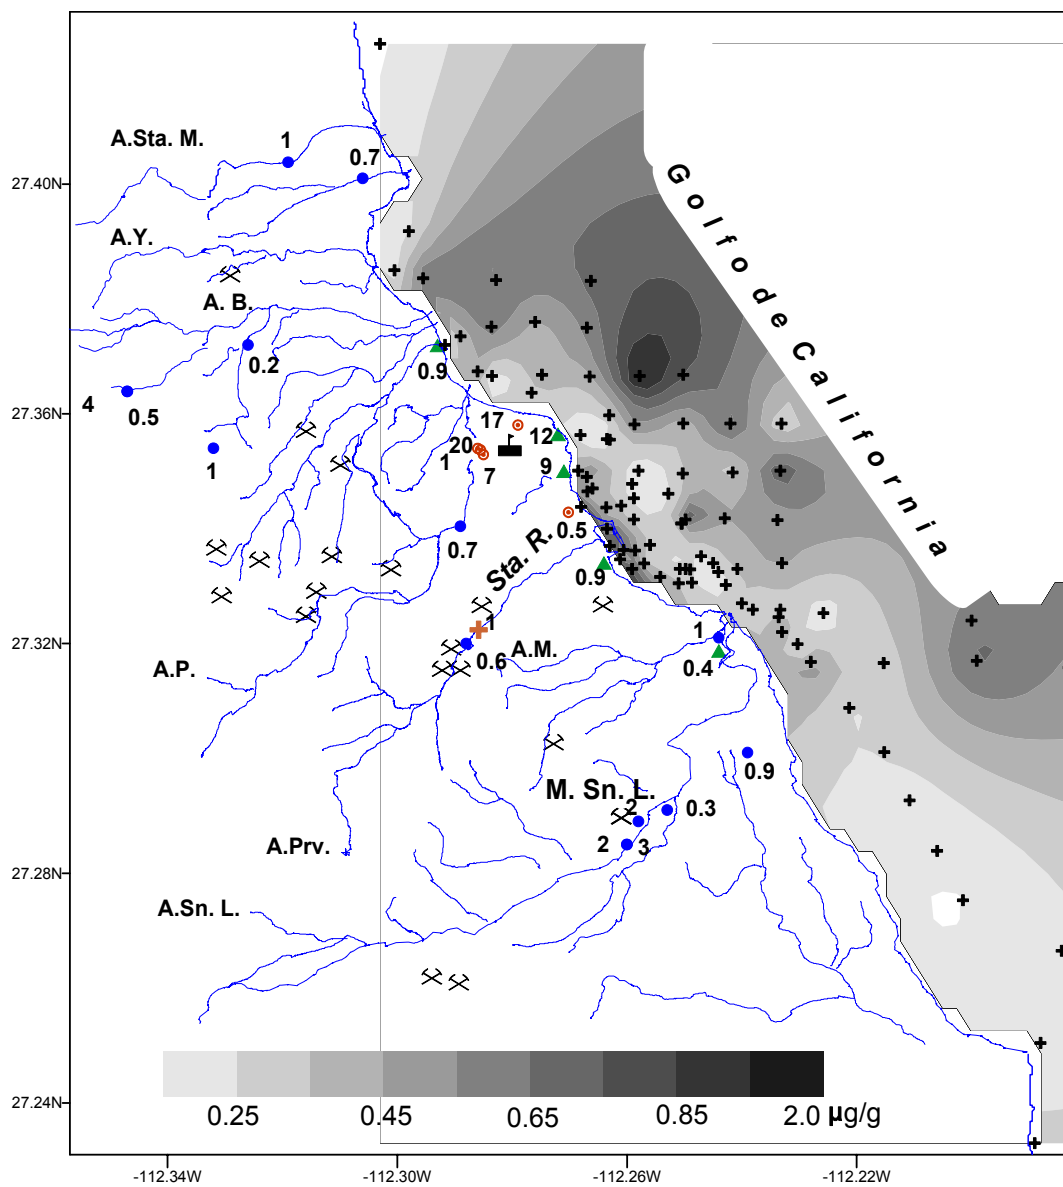 1
A.Sta. M.
0.7
27.40N
Golfo de California
A.Y.
A. B.
0.2
0.9
4
0.5
27.36N
17
12
20
1
7
9
1
0.5
0.7
Sta. R.
0.9
1
27.32N
1
A.M.
0.6
0.4
A.P.
0.9
M. Sn. L.
2
0.3
2
3
A.Prv.
27.28N
A.Sn. L.
27.24N
0.25
0.45
0.65
0.85
2.0
µg/g
-112.34W
-112.30W
-112.26W
-112.22W